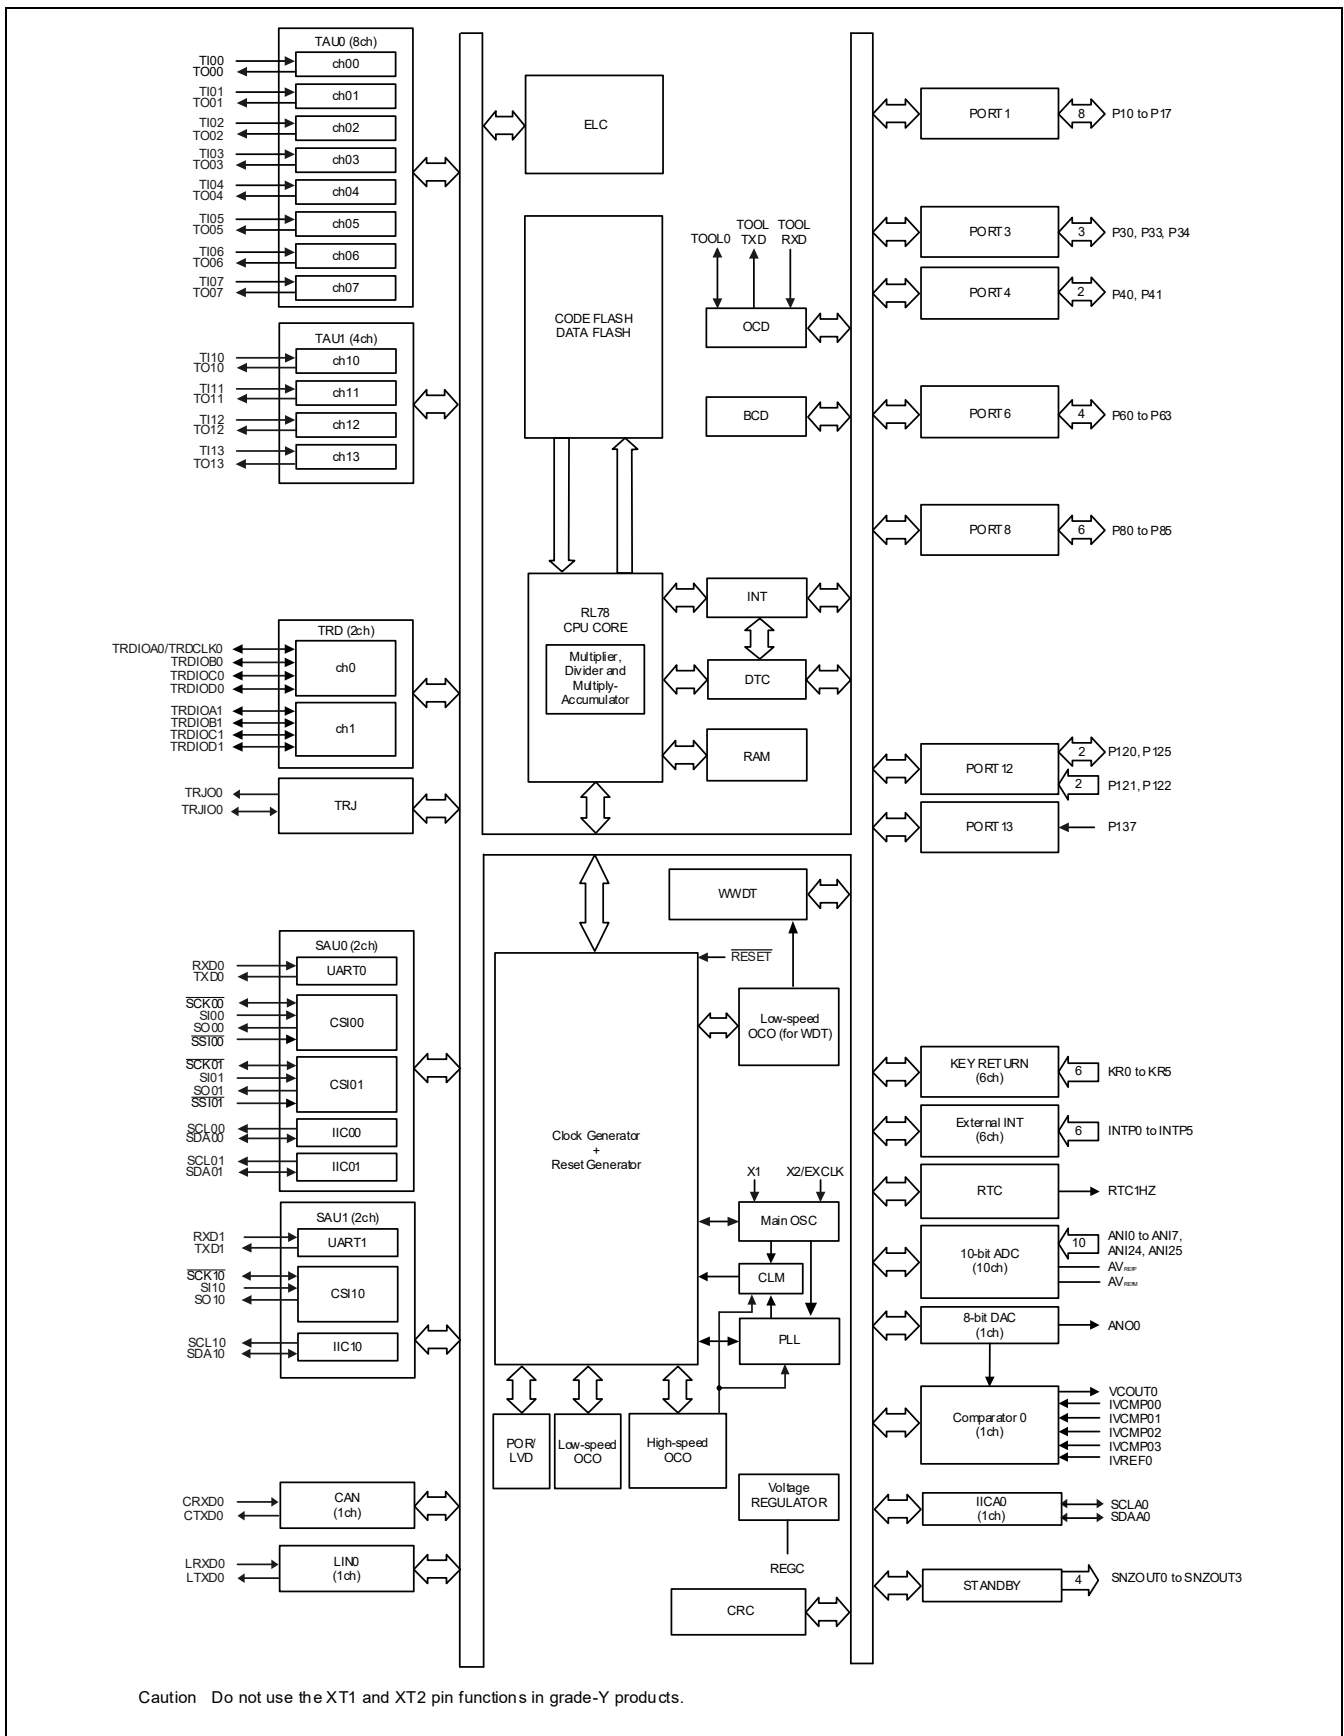 TAU0 (8ch)
TI00
TO00
ch00
TI01
TO01
ch01
TI02
TO02
ch02
TI03
TO03
ch03
TI04
TO04
ch04
TI05
TO05
ch05
TI06
TO06
ch06
TI07
TO07
ch07
TAU1 (4ch)
TI10
TO10
ch10
TI11
TO11
ch11
TI12
TO12
ch12
TI13
TO13
ch13
TRD (2ch)
TRDIOA0/TRDCLK0
TRDIOB0
TRDIOC0
TRDIOD0
ch0
TRDIOA1
TRDIOB1
TRDIOC1
TRDIOD1
ch1
TRJO0
TRJIO0
TRJ
SAU0 (2ch)
RXD0
TXD0
UART0
SCK00
SI00
SO00
SSI00
CSI00
SCK01
SI01
SO01
SSI01
CSI01
SCL00
SDA00
IIC00
SCL01
SDA01
IIC01
SAU1 (2ch)
RXD1
TXD1
UART1
SCK10
SI10
SO10
CSI10
SCL10
SDA10
IIC10
CRXD0
CTXD0
CAN
(1ch)
LRXD0
LTXD0
LIN0
(1ch)
ELC
CODE FLASH
DATA FLASH
TOOL0
TOOL
TXD
TOOL
RXD
OCD
BCD
RL78
CPU CORE
Multiplier,
Divider and
Multiply-
Accumulator
INT
DTC
RAM
WWDT
RESET
Low-speed
OCO (for WDT)
Clock Generator
+
Reset Generator
X1
X2/EXCLK
Main OSC
CLM
PLL
POR/
LVD
Low-speed
OCO
High-speed
OCO
Voltage
REGULATOR
REGC
CRC
PORT 1
8
P10 to P17
PORT 3
3
P30, P33, P34
PORT 4
2
P40, P41
PORT 6
4
P60 to P63
PORT 8
6
P80 to P85
PORT 12
2
P120, P125
2
P121, P122
PORT 13
P137
KEY RETURN
(6ch)
6
KR0 to KR5
External INT
(6ch)
6
INTP0 to INTP5
RTC
RTC1HZ
10-bit ADC
(10ch)
10
ANI0 to ANI7,
ANI24, ANI25
AVREFP
AVREFM
8-bit DAC
(1ch)
ANO0
Comparator 0
(1ch)
VCOUT0
IVCMP00
IVCMP01
IVCMP02
IVCMP03
IVREF0
IICA0
(1ch)
SCLA0
SDAA0
STANDBY
4
SNZOUT0 to SNZOUT3
Caution Do not use the XT1 and XT2 pin functions in grade-Y products.